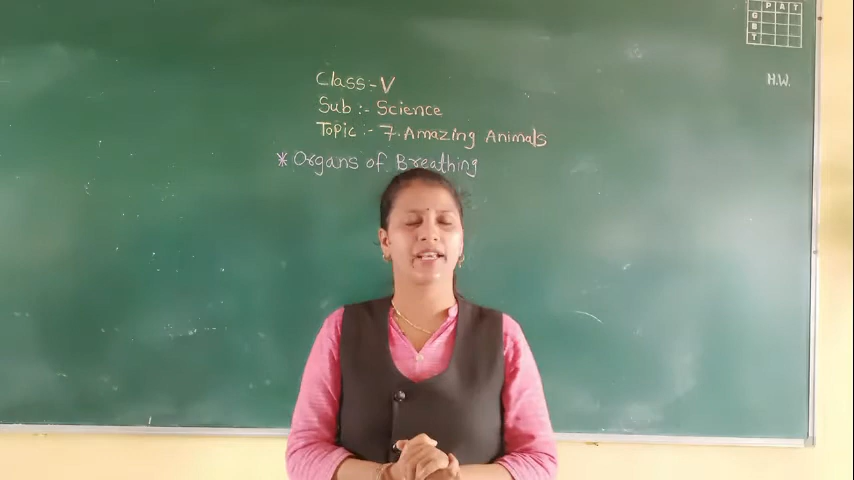 P A T
G
B
T
H.W.
Class:- V
Sub :- Science
Topic :- 7. Amazing Animals
* Organs of Breathing